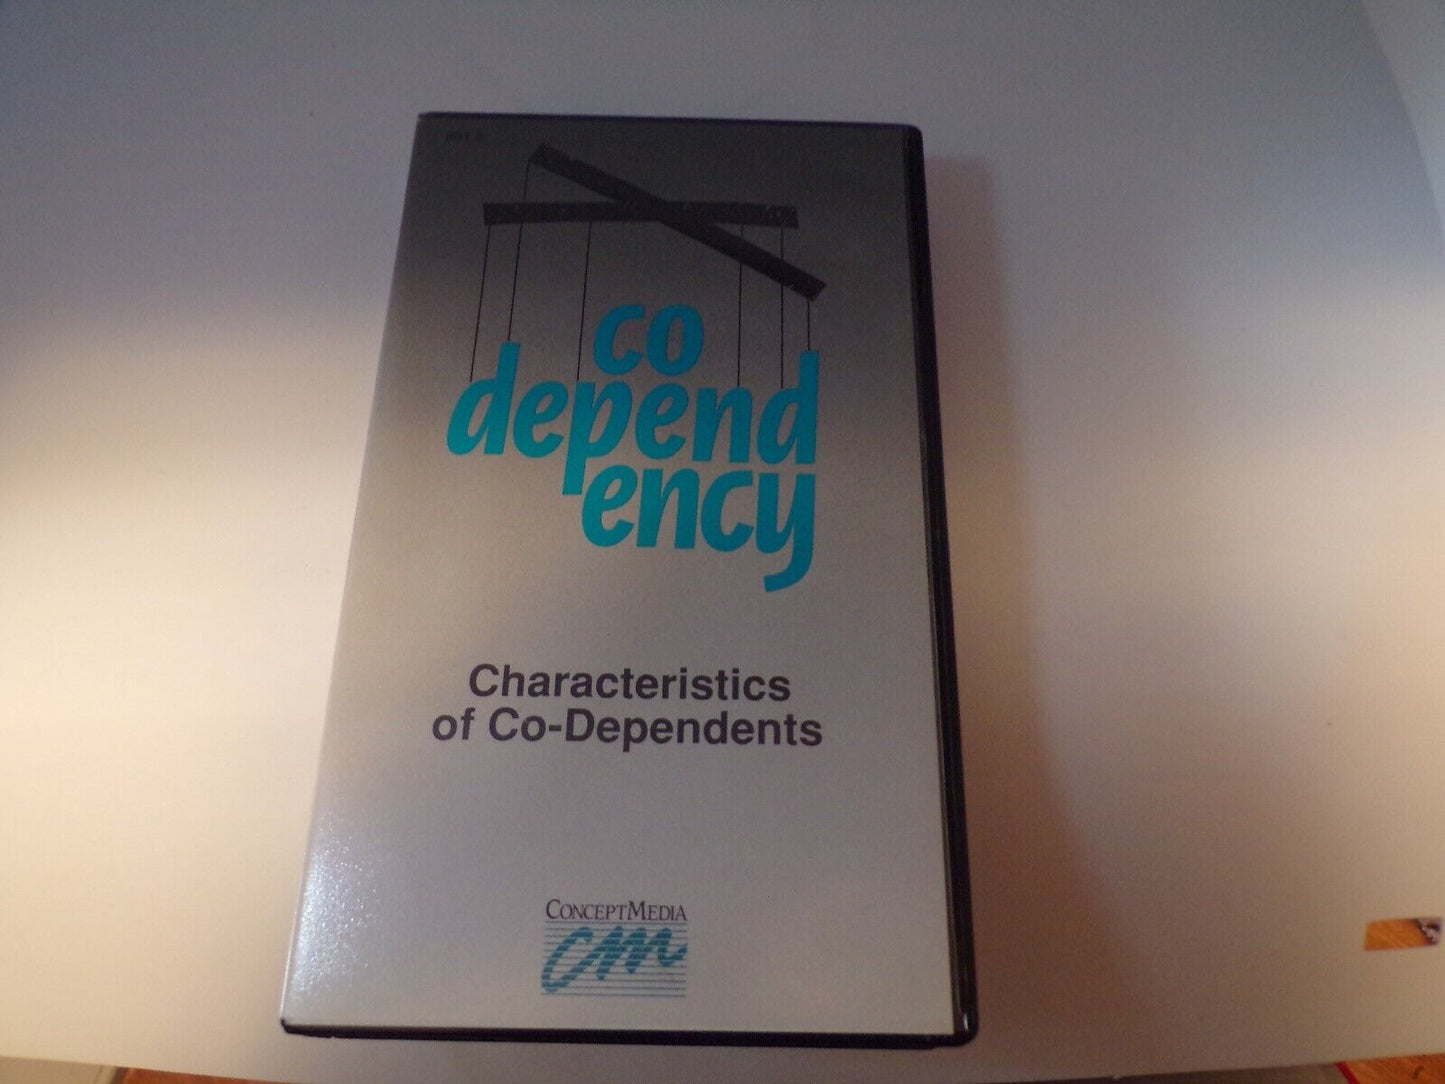 co
depend
ency
Characteristics
of Co-Dependents
CONCEPTMEDIA
cm